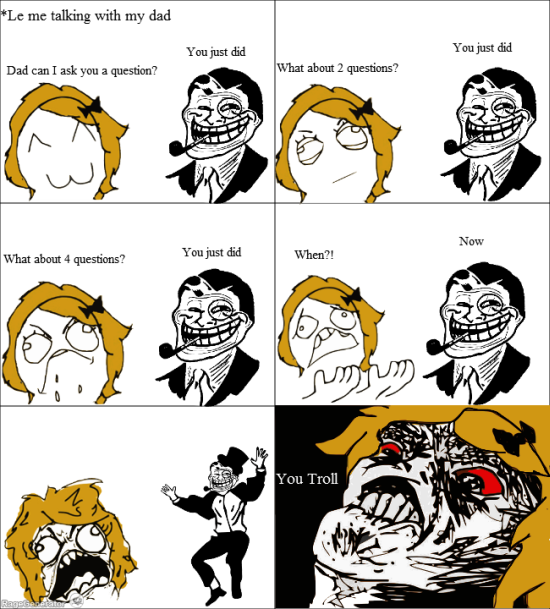 *Le me talking with my dad
Dad can I ask you a question?
You just did
What about 2 questions?
You just did
What about 4 questions?
You just did
When?!
Now
You Troll
RageGenerator